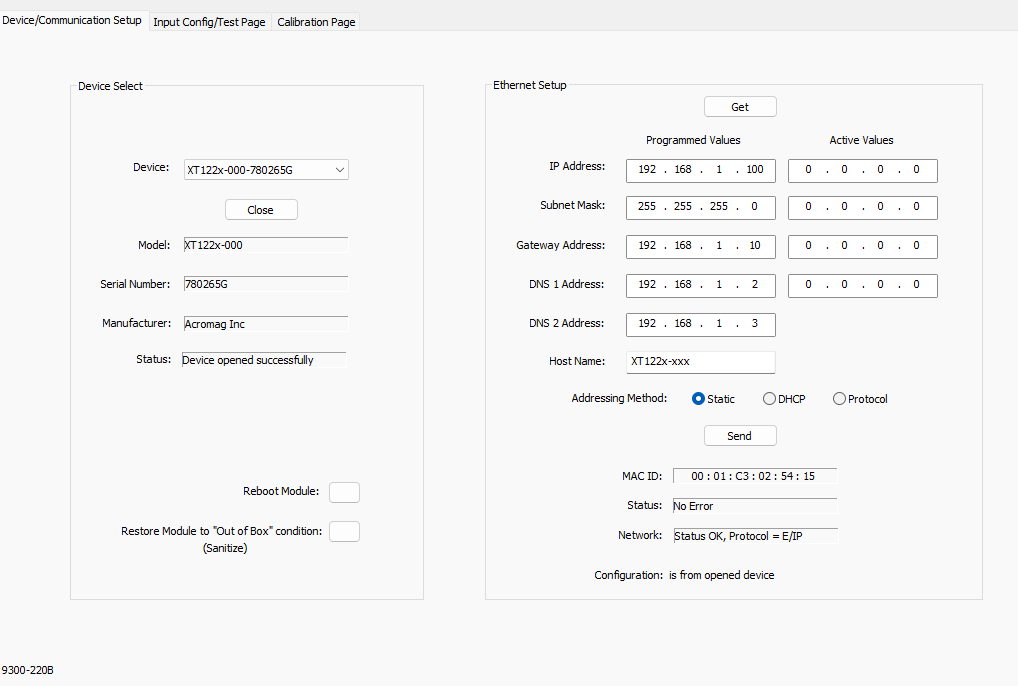 Device/Communication Setup Input Config/Test Page Calibration Page
Device Select
Device: XT122x-000-780265G
Close
Model: XT122x-000
Serial Number: 780265G
Manufacturer: Acromag Inc
Status: Device opened successfully
Reboot Module:
Restore Module to "Out of Box" condition:
(Sanitize)
Ethernet Setup
Get
Programmed Values Active Values
IP Address: 192 . 168 . 1 . 100 0 . 0 . 0 . 0
Subnet Mask: 255 . 255 . 255 . 0 0 . 0 . 0 . 0
Gateway Address: 192 . 168 . 1 . 10 0 . 0 . 0 . 0
DNS 1 Address: 192 . 168 . 1 . 2 0 . 0 . 0 . 0
DNS 2 Address: 192 . 168 . 1 . 3
Host Name: XT122x-xxx
Addressing Method: Static DHCP Protocol
Send
MAC ID: 00 : 01 : C3 : 02 : 54 : 15
Status: No Error
Network: Status OK, Protocol = E/IP
Configuration: is from opened device
9300-220B